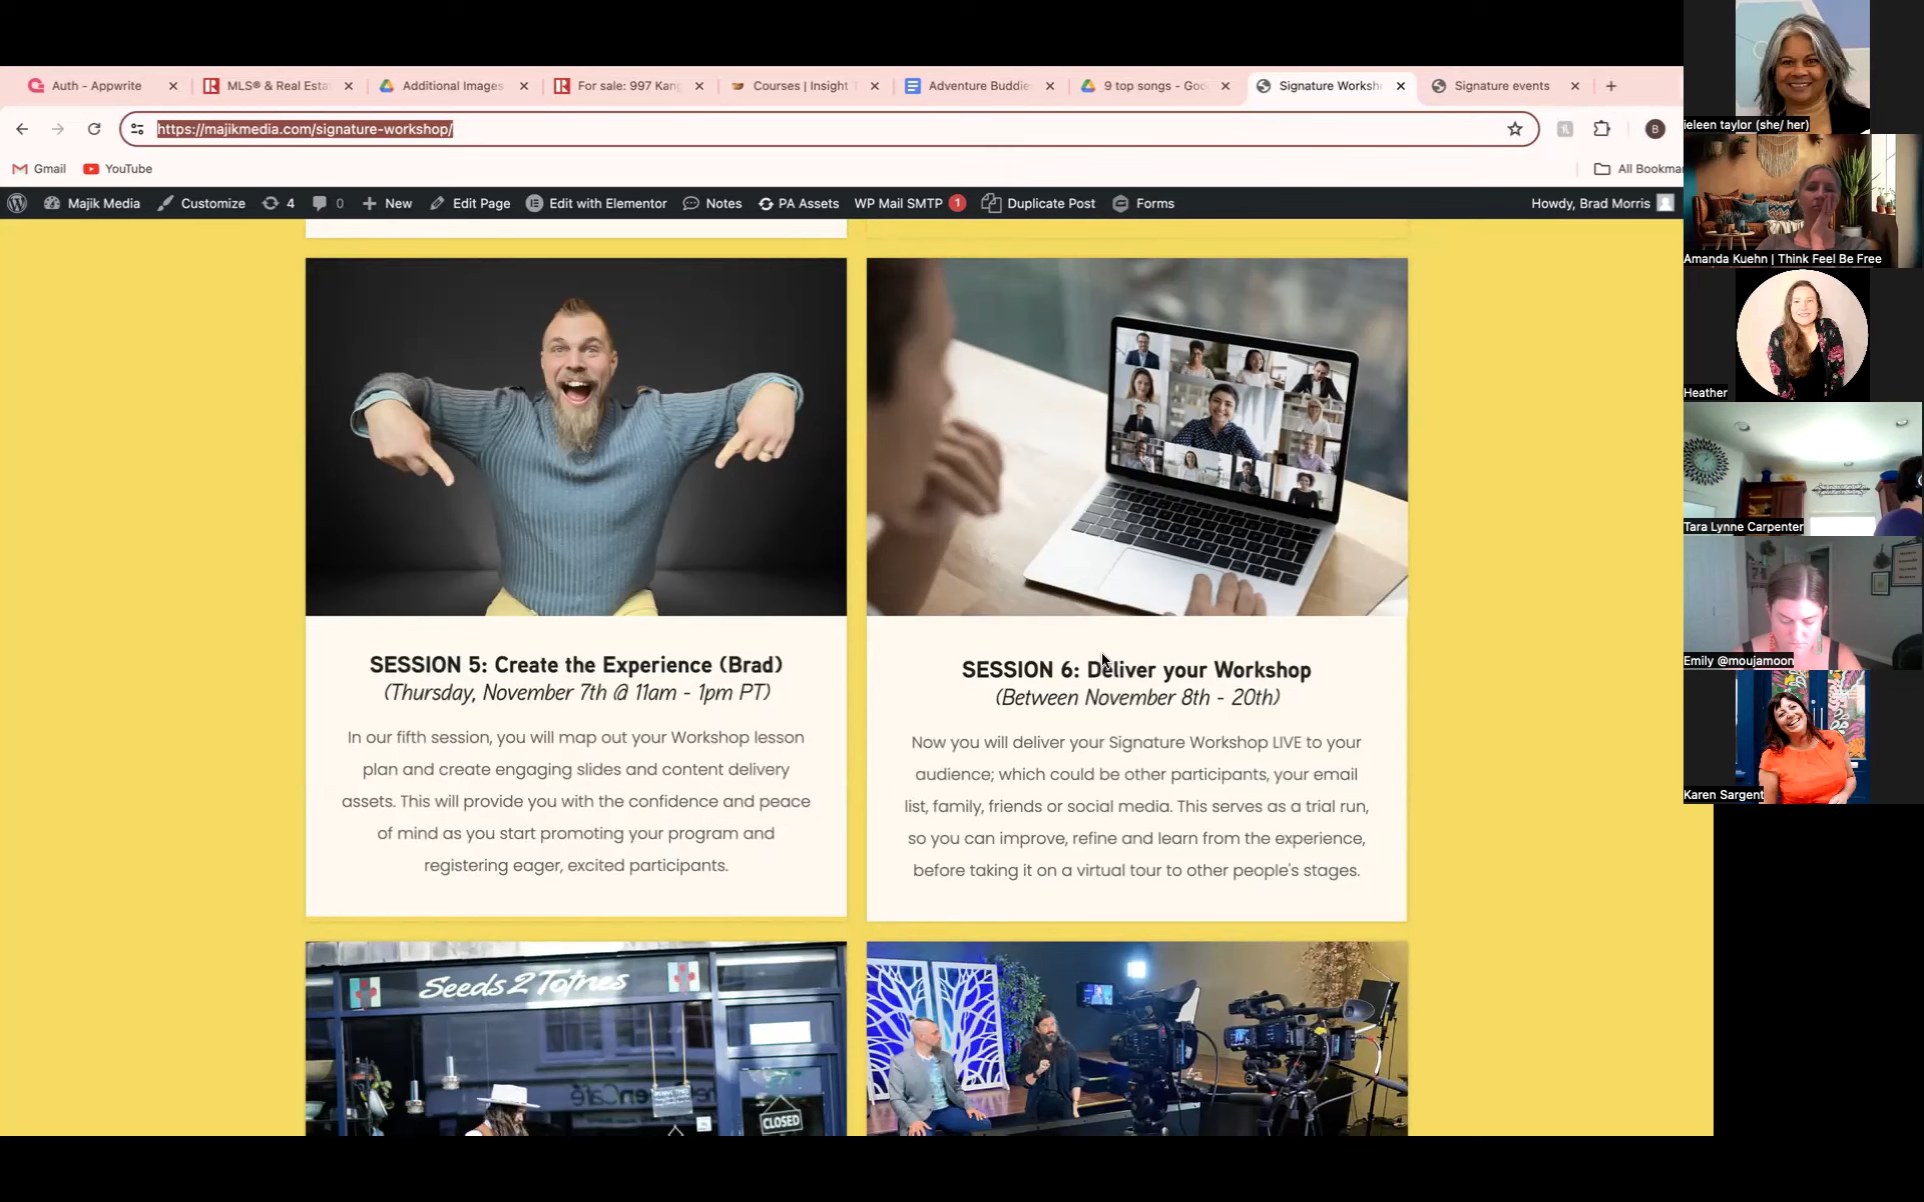 Auth - Appwrite
MLS® & Real Esta
Additional Images
For sale: 997 Kang
Courses | Insight T
Adventure Buddie
9 top songs - Goo
Signature Worksh
Signature events
https://majikmedia.com/signature-workshop/
B
Gmail
YouTube
All Bookma
Majik Media
Customize
4
0
New
Edit Page
Edit with Elementor
Notes
PA Assets
WP Mail SMTP
1
Duplicate Post
Forms
Howdy, Brad Morris
SESSION 5: Create the Experience (Brad)
(Thursday, November 7th @ 11am - 1pm PT)
In our fifth session, you will map out your Workshop lesson
plan and create engaging slides and content delivery
assets. This will provide you with the confidence and peace
of mind as you start promoting your program and
registering eager, excited participants.
SESSION 6: Deliver your Workshop
(Between November 8th - 20th)
Now you will deliver your Signature Workshop LIVE to your
audience; which could be other participants, your email
list, family, friends or social media. This serves as a trial run,
so you can improve, refine and learn from the experience,
before taking it on a virtual tour to other people's stages.
Seeds 2 Totnes
CLOSED
ieleen taylor (she/ her)
Amanda Kuehn | Think Feel Be Free
Heather
Tara Lynne Carpenter
Emily @moujamoon
Karen Sargent